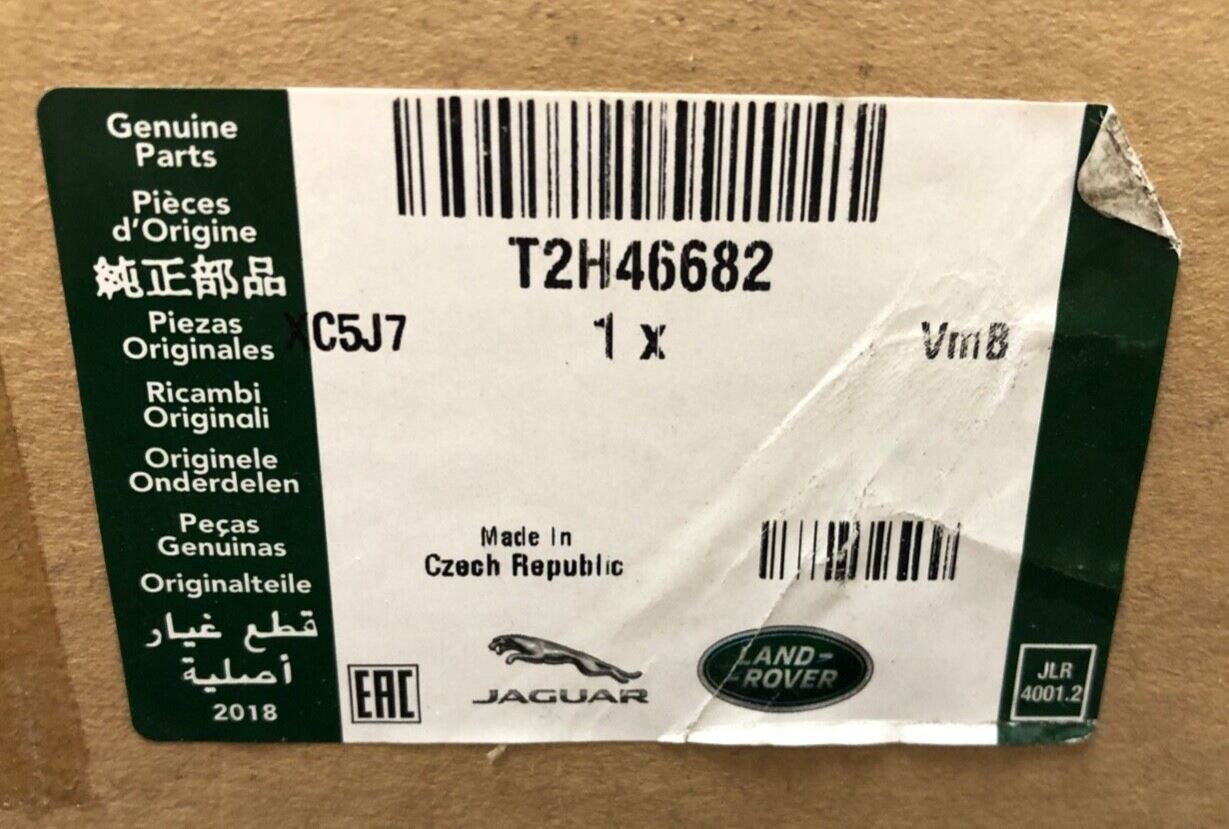 Genuine
Parts
Pièces
d'Origine
純正部品
Piezas
Originales
Ricambi
Originali
Originele
Onderdelen
Peças
Genuinas
Originalteile
قطع غيار
أصلية
2018
T2H46682
XC5J7 1 x VmB
Made In
Czech Republic
EAC
JAGUAR
LAND-
-ROVER
JLR
4001.2